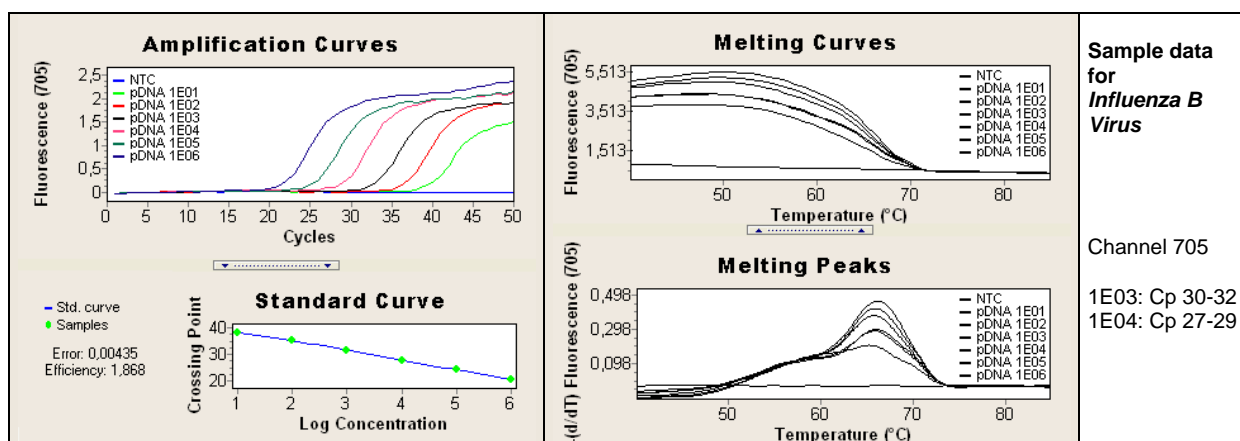 Amplification Curves
Fluorescence (705)
2,5
2
1,5
1
0,5
0
NTC
pDNA 1E01
pDNA 1E02
pDNA 1E03
pDNA 1E04
pDNA 1E05
pDNA 1E06
0 5 10 15 20 25 30 35 40 45 50
Cycles
Std. curve
Samples
Error: 0,00435
Efficiency: 1,868
Standard Curve
Crossing Point
40
30
20
1 2 3 4 5 6
Log Concentration
Melting Curves
Fluorescence (705)
5,513
3,513
1,513
NTC
pDNA 1E01
pDNA 1E02
pDNA 1E03
pDNA 1E04
pDNA 1E05
pDNA 1E06
50 60 70 80
Temperature (°C)
Melting Peaks
-(d/dT) Fluorescence (705)
0,498
0,298
0,098
NTC
pDNA 1E01
pDNA 1E02
pDNA 1E03
pDNA 1E04
pDNA 1E05
pDNA 1E06
50 60 70 80
Temperature (°C)
Sample data
for
Influenza B
Virus
Channel 705
1E03: Cp 30-32
1E04: Cp 27-29